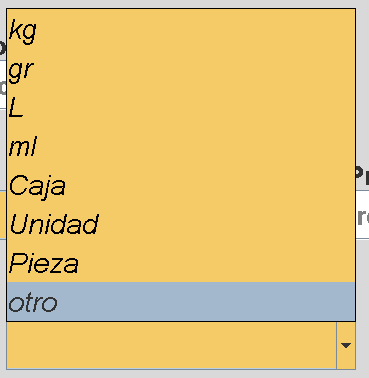 kg
gr
L
ml
Caja
Unidad
Pieza
otro